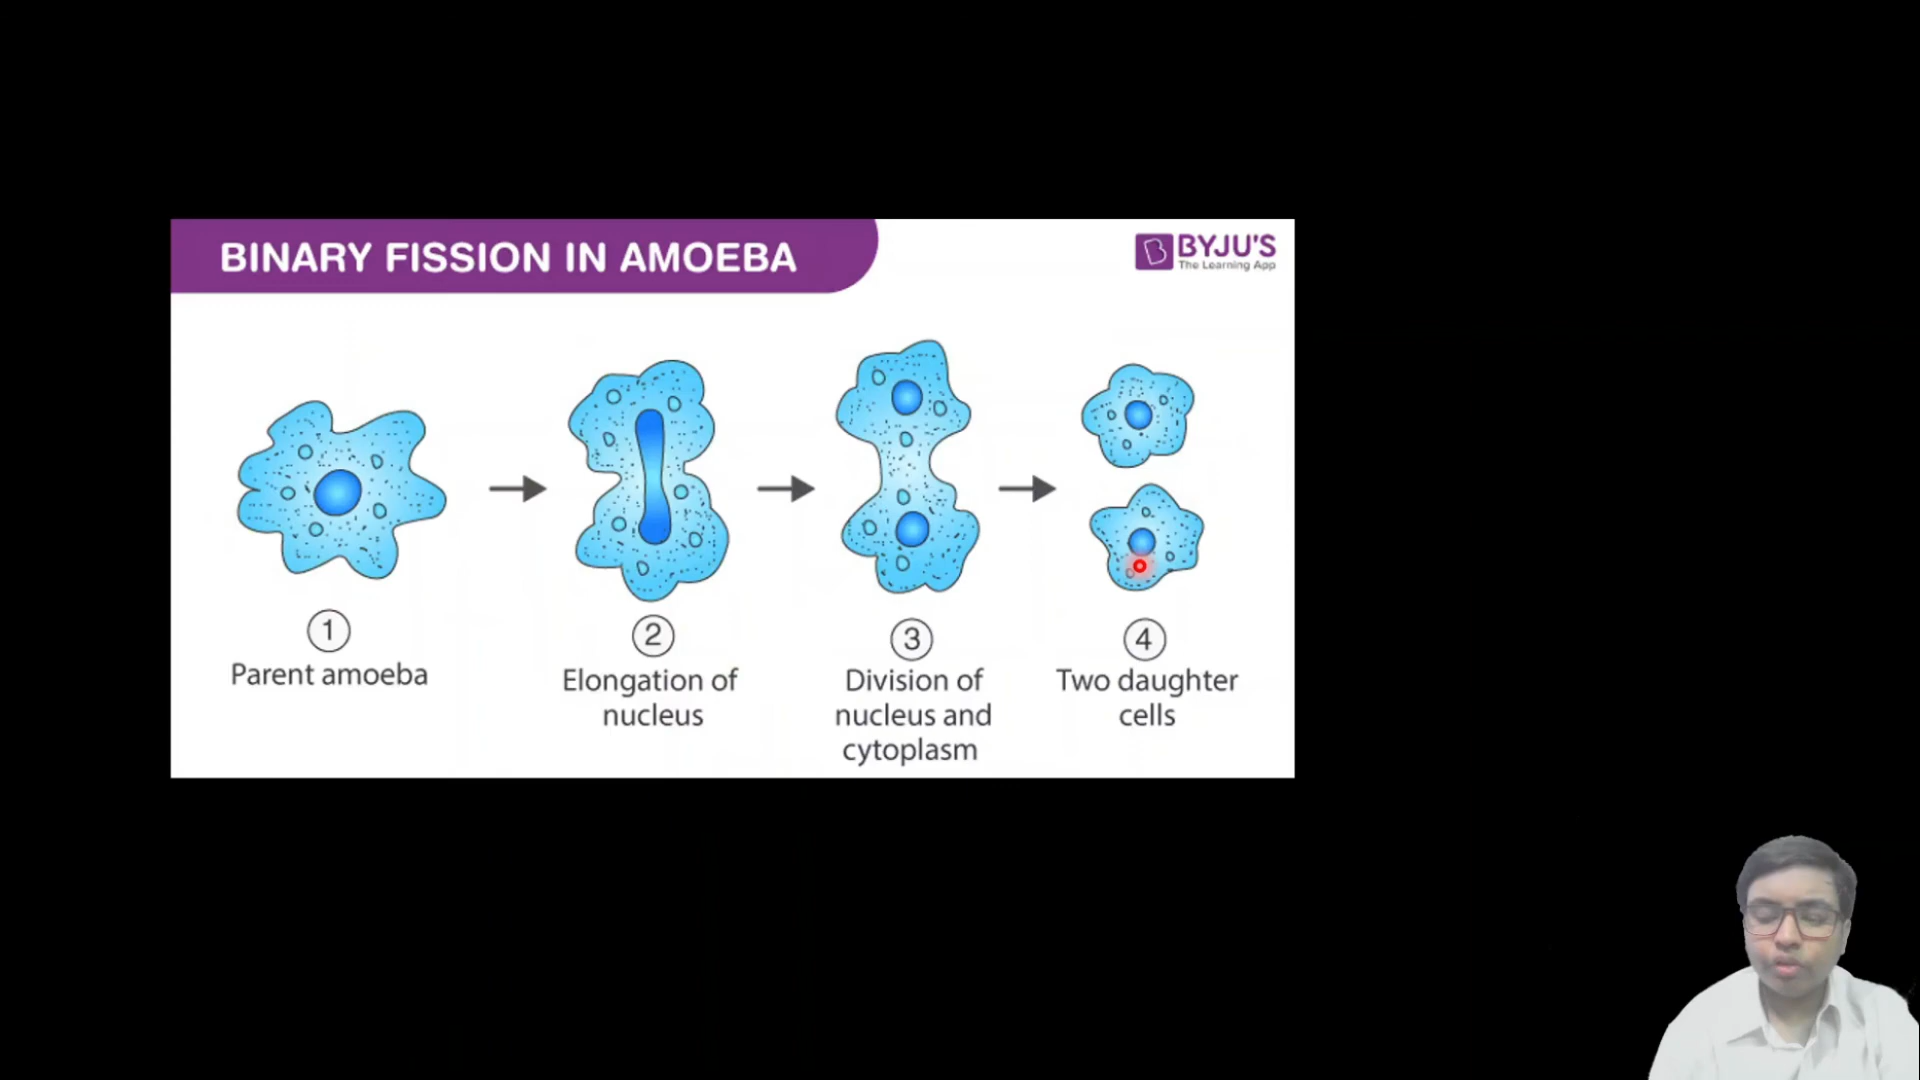 BINARY FISSION IN AMOEBA
BYJU'S
The Learning App
1
Parent amoeba
2
Elongation of
nucleus
3
Division of
nucleus and
cytoplasm
4
Two daughter
cells